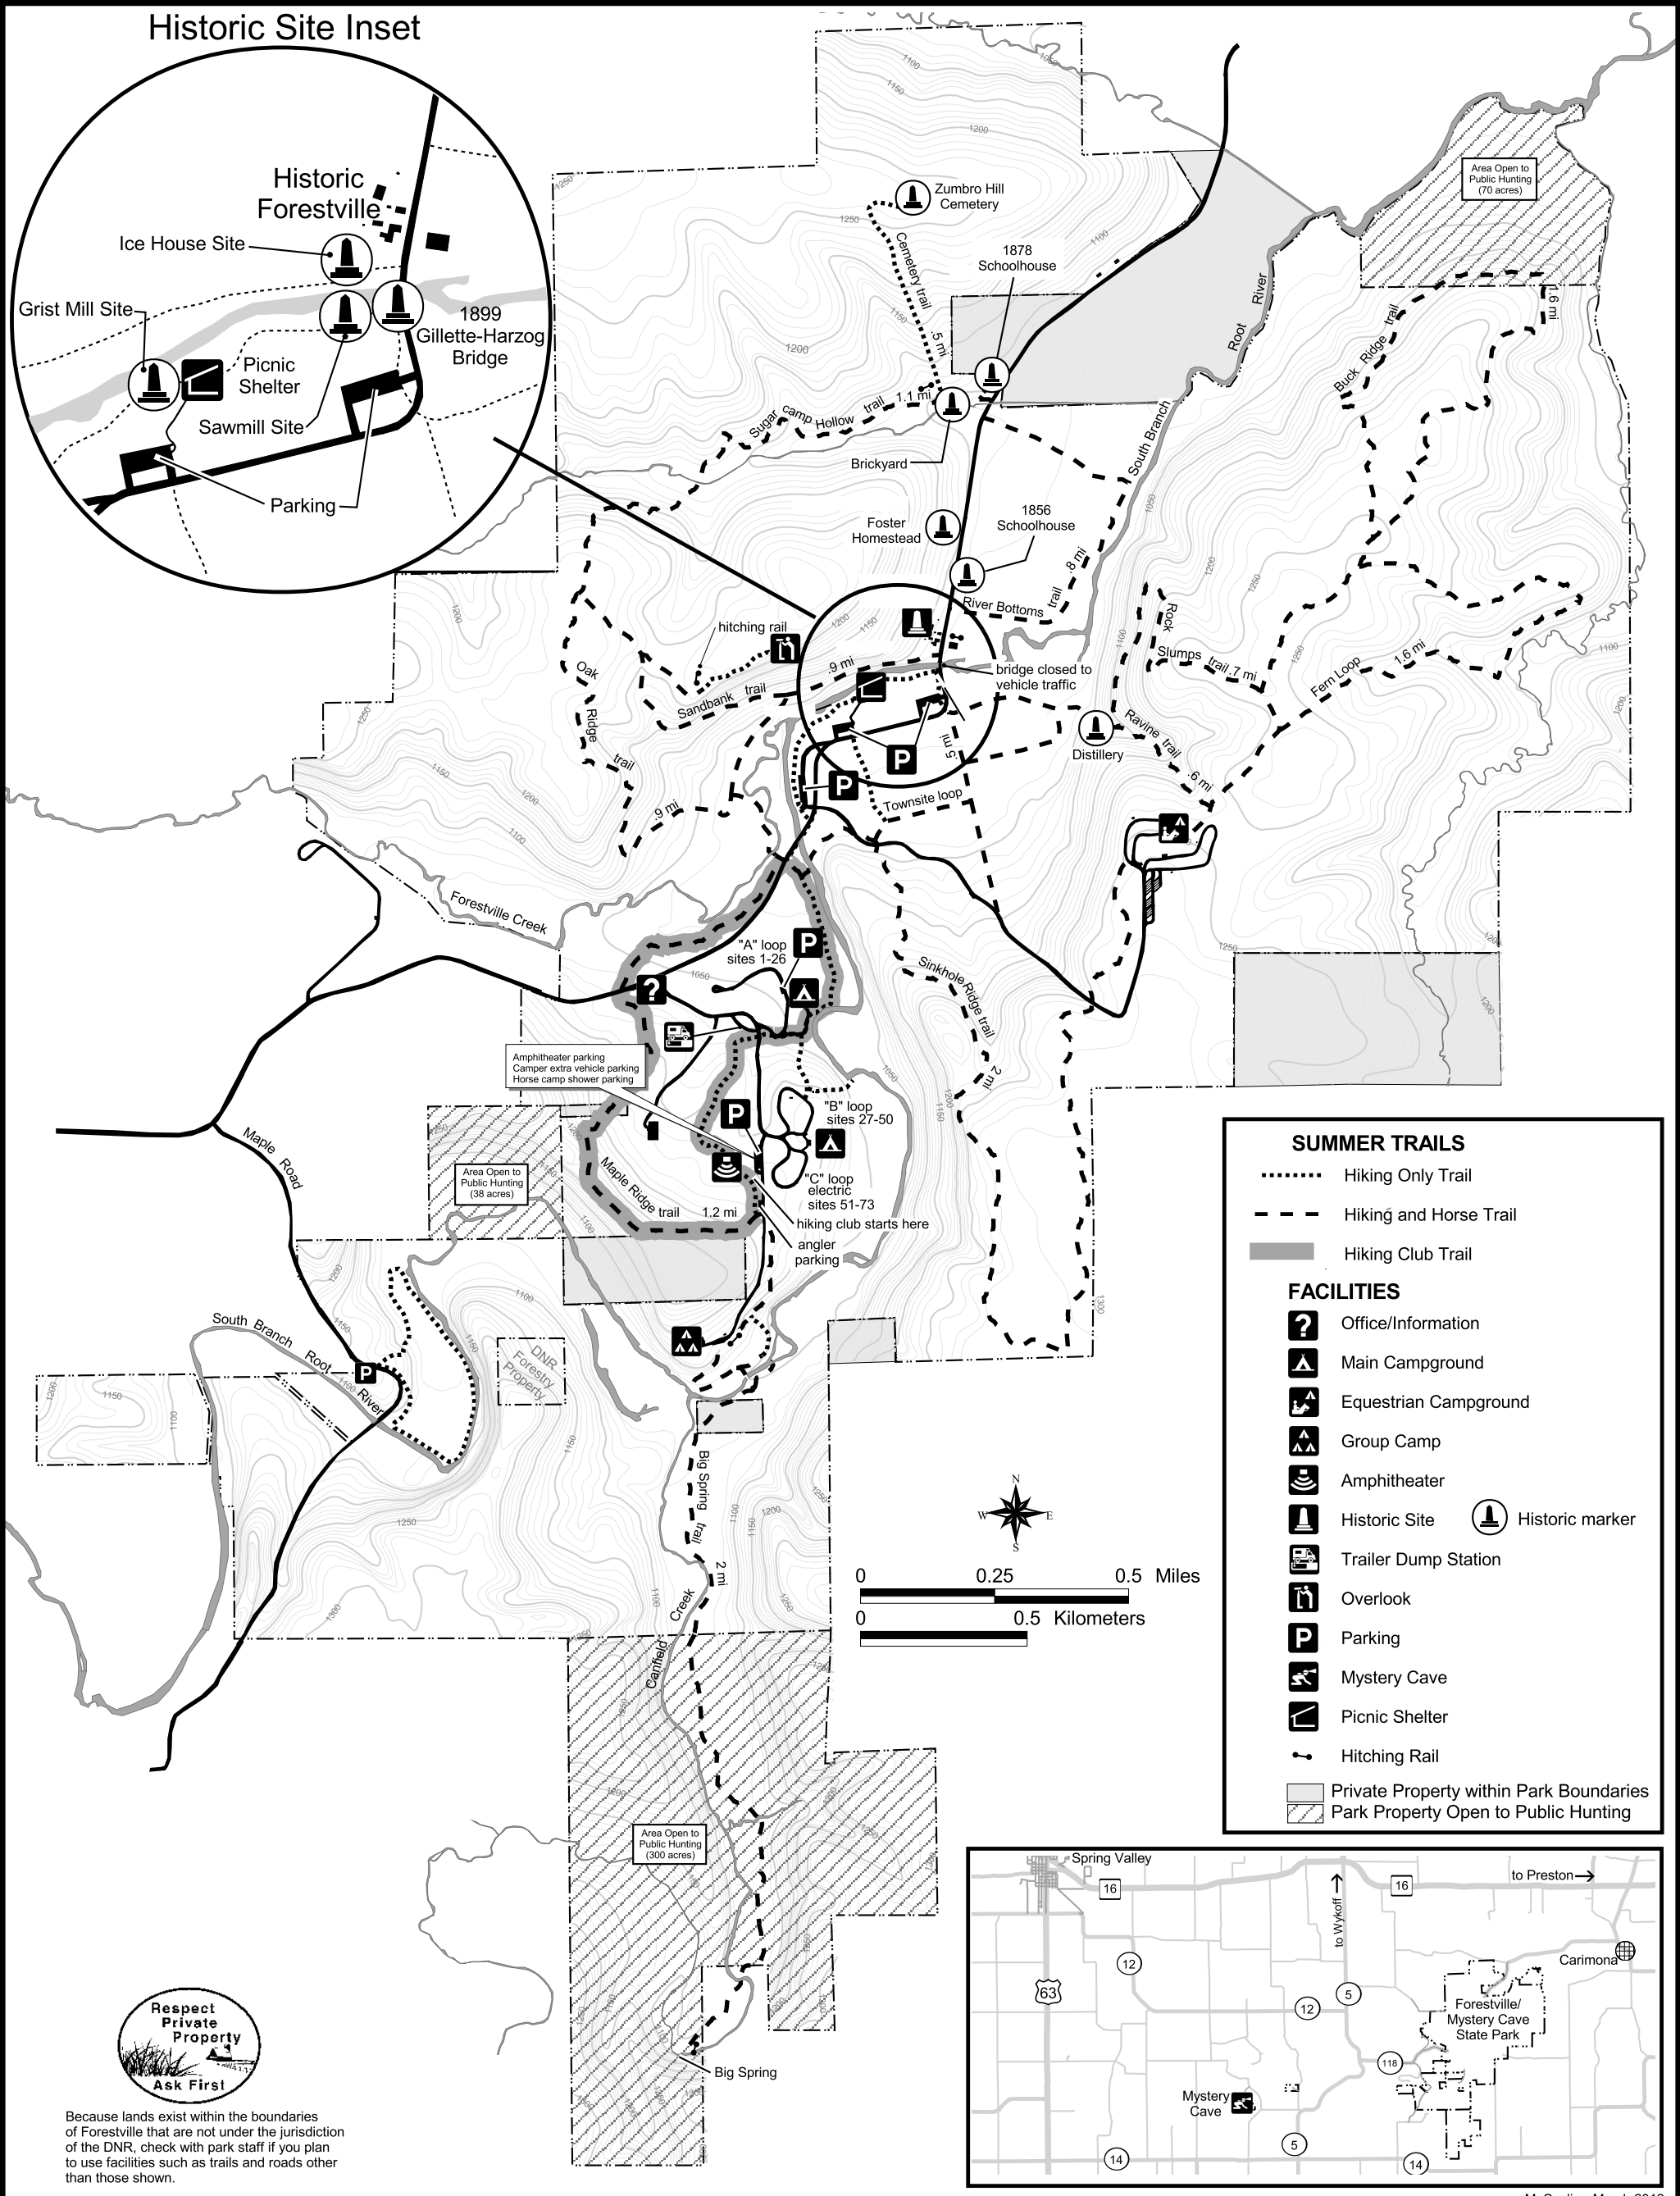 Historic Site Inset
Historic
Forestville
Ice House Site
Grist Mill Site
1899
Gillette-Harzog
Bridge
Picnic
Shelter
Sawmill Site
Parking
Zumbro Hill
Cemetery
Cemetery trail
.5 mi
1878
Schoolhouse
Area Open to
Public Hunting
(70 acres)
Root River
South Branch
Buck Ridge trail
1.6 mi
Sugar camp Hollow trail 1.1 mi
Brickyard
Foster
Homestead
1856
Schoolhouse
River Bottoms trail .8 mi
hitching rail
.9 mi
Sandbank trail
bridge closed to
vehicle traffic
Oak Ridge trail
.9 mi
Rock Slumps trail .7 mi
Fern Loop 1.6 mi
Distillery
Ravine trail .6 mi
.5 mi
P
P
Townsite loop
Forestville Creek
"A" loop
sites 1-26
P
?
Sinkhole Ridge trail
2 mi
Amphitheater parking
Camper extra vehicle parking
Horse camp shower parking
P
"B" loop
sites 27-50
"C" loop
electric
sites 51-73
Maple Ridge trail 1.2 mi
hiking club starts here
angler
parking
Maple Road
Area Open to
Public Hunting
(38 acres)
South Branch Root River
P
DNR
Forestry
Property
Big Spring trail
2 mi
Canfield Creek
N
W E
S
0 0.25 0.5 Miles
0 0.5 Kilometers
Area Open to
Public Hunting
(300 acres)
Big Spring
SUMMER TRAILS
Hiking Only Trail
Hiking and Horse Trail
Hiking Club Trail
FACILITIES
? Office/Information
Main Campground
Equestrian Campground
Group Camp
Amphitheater
Historic Site Historic marker
Trailer Dump Station
Overlook
P Parking
Mystery Cave
Picnic Shelter
Hitching Rail
Private Property within Park Boundaries
Park Property Open to Public Hunting
Spring Valley
16
16
to Preston
to Wykoff
12
Carimona
63
12
5
Forestville/
Mystery Cave
State Park
118
Mystery
Cave
5
14
14
Respect
Private
Property
Ask First
Because lands exist within the boundaries
of Forestville that are not under the jurisdiction
of the DNR, check with park staff if you plan
to use facilities such as trails and roads other
than those shown.